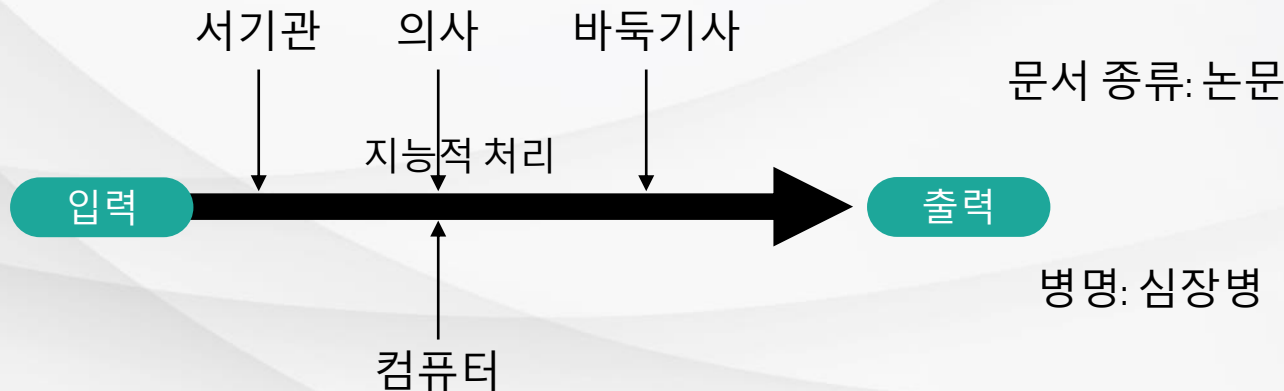 서기관
의사
바둑기사
문서 종류: 논문
지능적 처리
입력
출력
병명: 심장병
컴퓨터